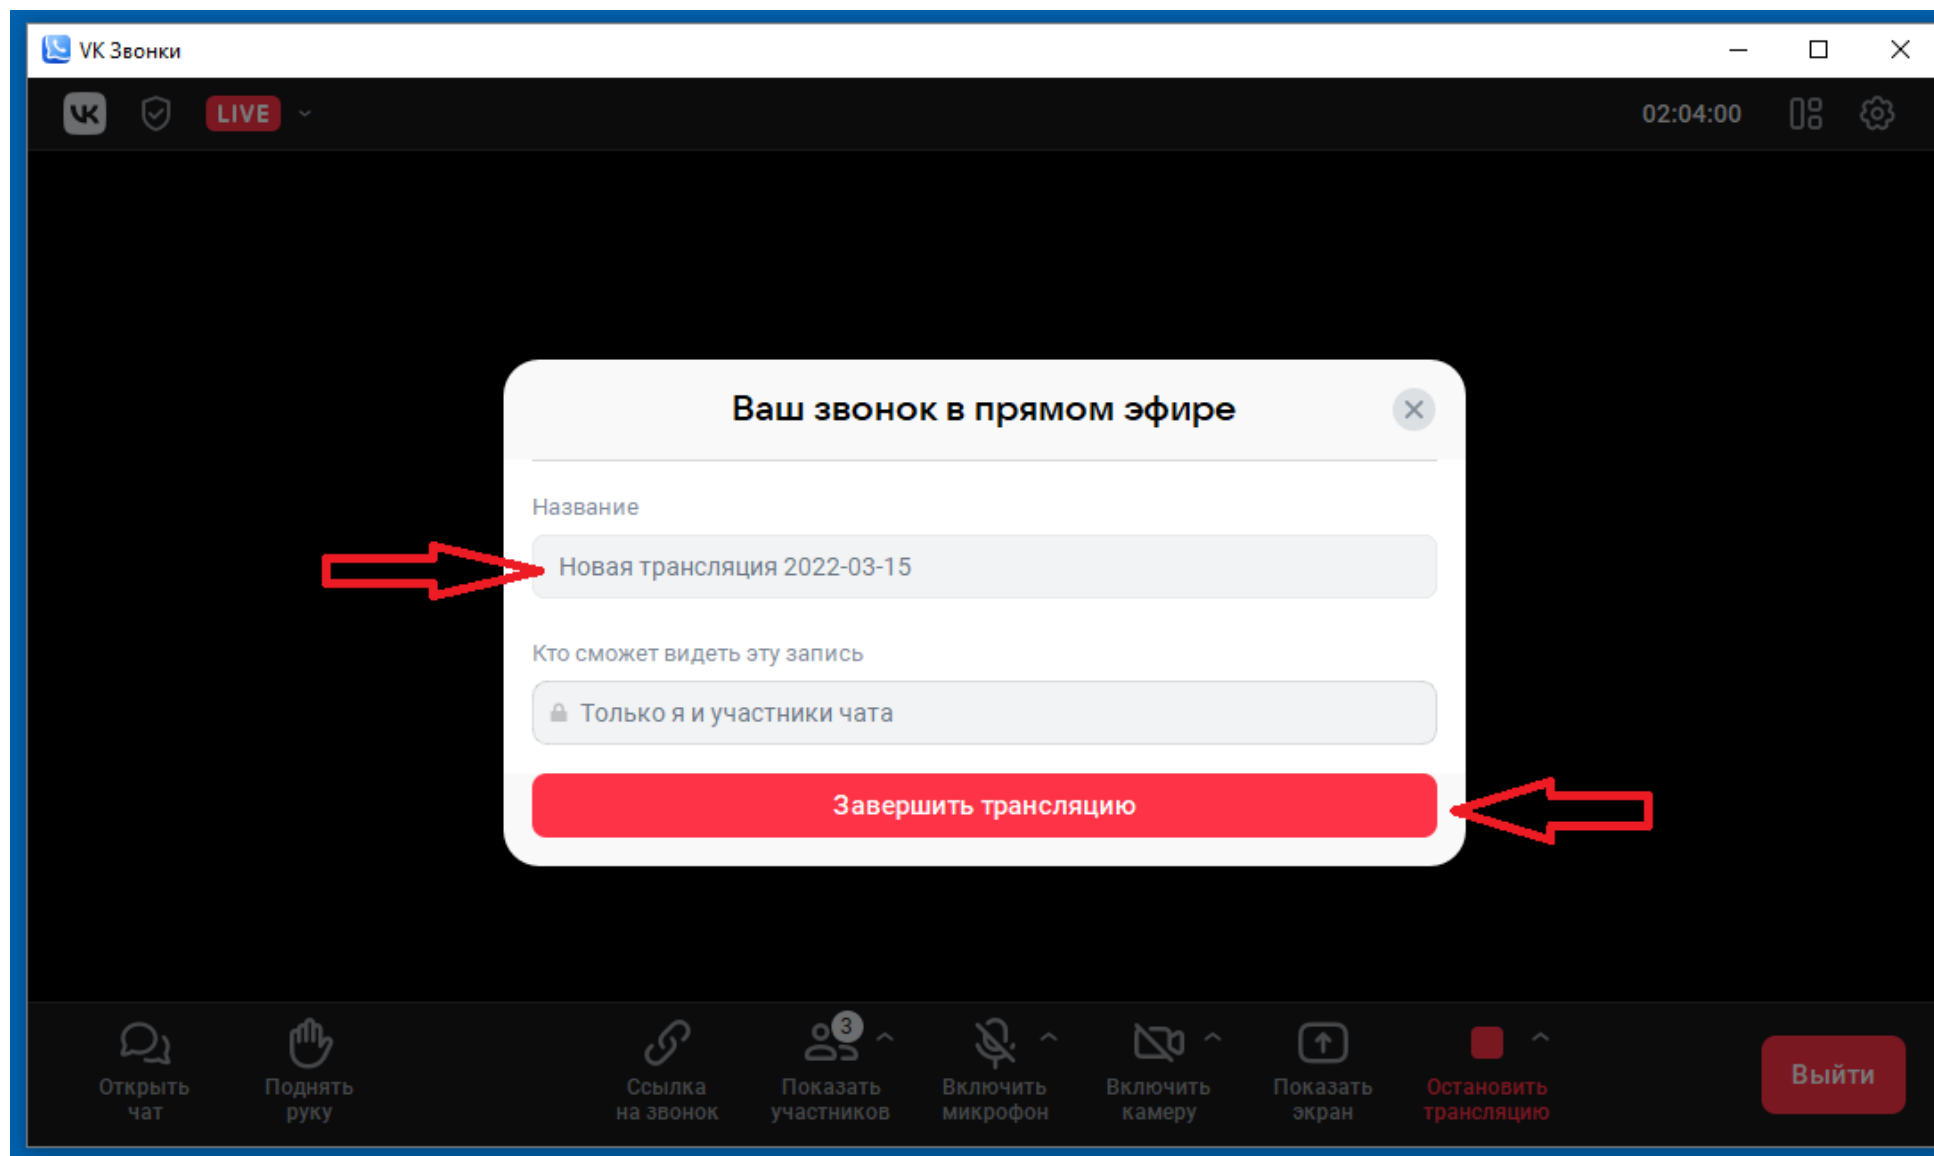 VK Звонки
VK LIVE 02:04:00
Ваш звонок в прямом эфире
Название
Новая трансляция 2022-03-15
Кто сможет видеть эту запись
Только я и участники чата
Завершить трансляцию
3
Открыть чат
Поднять руку
Ссылка на звонок
Показать участников
Включить микрофон
Включить камеру
Показать экран
Остановить трансляцию
Выйти